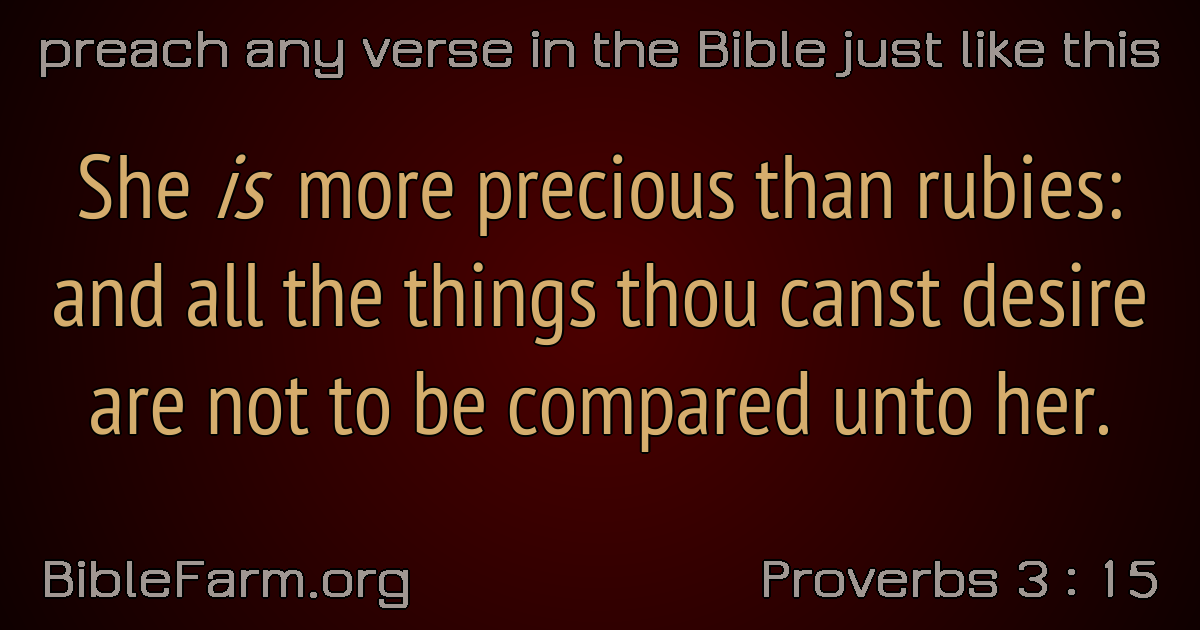 preach any verse in the Bible just like this
She is more precious than rubies:
and all the things thou canst desire
are not to be compared unto her.
BibleFarm.org
Proverbs 3 : 15